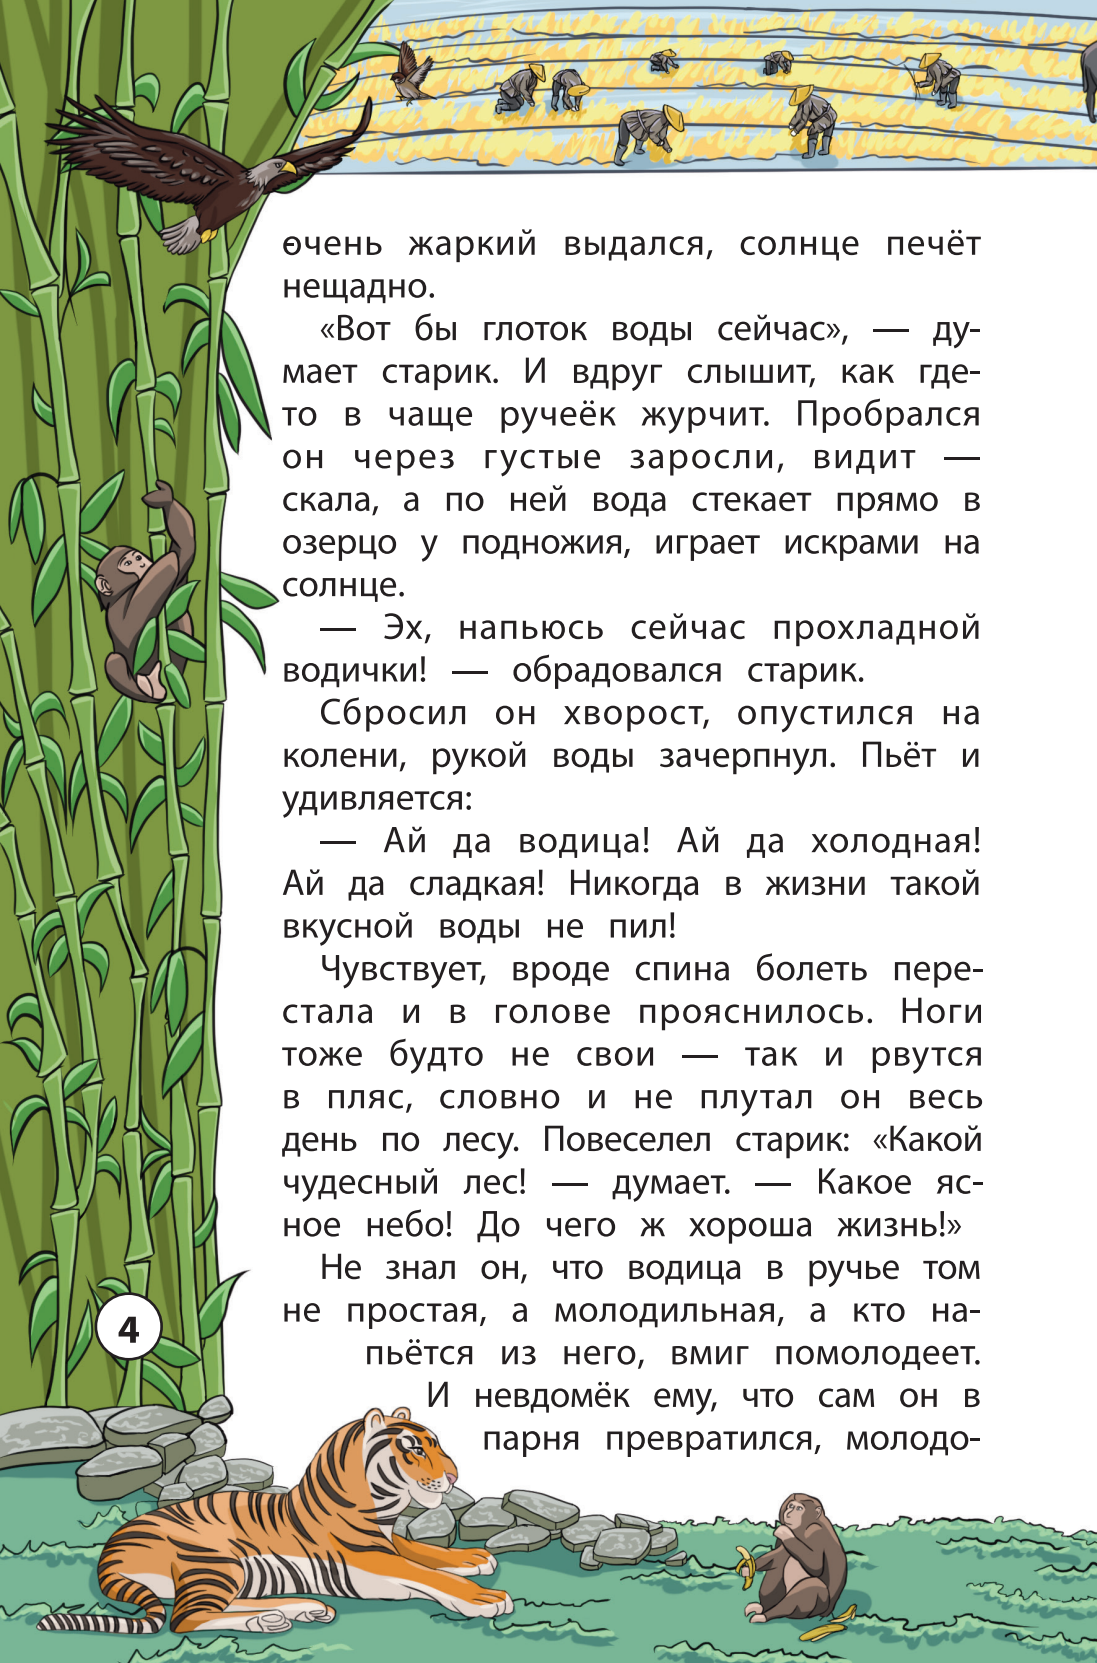 очень жаркий выдался, солнце печёт
нещадно.
«Вот бы глоток воды сейчас», — ду-
мает старик. И вдруг слышит, как где-
то в чаще ручеёк журчит. Пробрался
он через густые заросли, видит —
скала, а по ней вода стекает прямо в
озерцо у подножия, играет искрами на
солнце.
— Эх, напьюсь сейчас прохладной
водички! — обрадовался старик.
Сбросил он хворост, опустился на
колени, рукой воды зачерпнул. Пьёт и
удивляется:
— Ай да водица! Ай да холодная!
Ай да сладкая! Никогда в жизни такой
вкусной воды не пил!
Чувствует, вроде спина болеть пере-
стала и в голове прояснилось. Ноги
тоже будто не свои — так и рвутся
в пляс, словно и не плутал он весь
день по лесу. Повеселел старик: «Какой
чудесный лес! — думает. — Какое яс-
ное небо! До чего ж хороша жизнь!»
Не знал он, что водица в ручье том
не простая, а молодильная, а кто на-
пьётся из него, вмиг помолодеет.
И невдомёк ему, что сам он в
парня превратился, молодо-
4